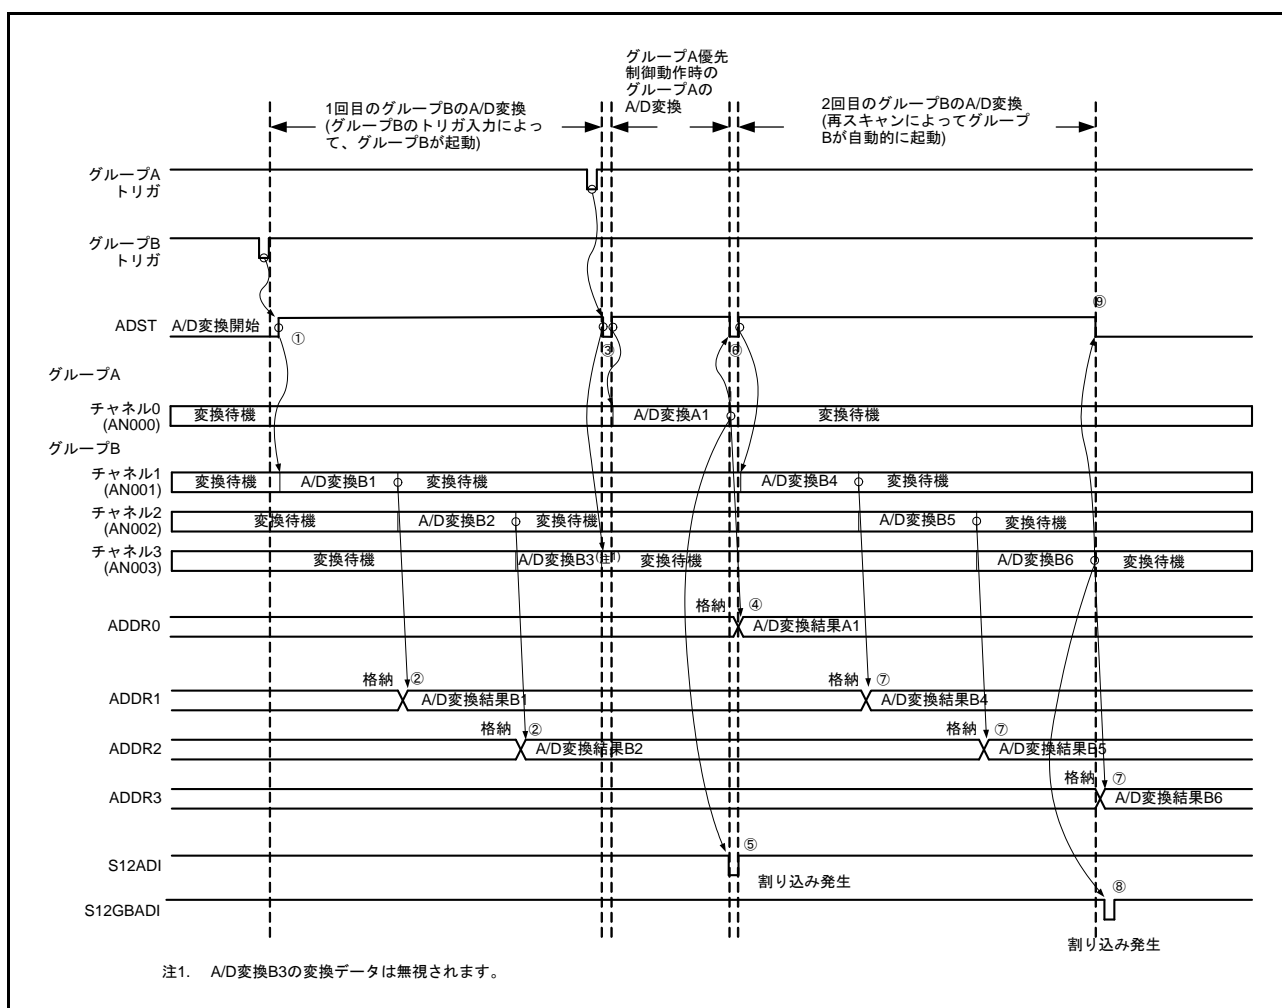 グループA優先
制御動作時の
グループAの
A/D変換
1回目のグループBのA/D変換
(グループBのトリガ入力によっ
て、グループBが起動)
2回目のグループBのA/D変換
(再スキャンによってグループ
Bが自動的に起動)
グループA
トリガ
グループB
トリガ
ADST
A/D変換開始
①
③
⑥
⑨
グループA
チャネル0
(AN000)
変換待機
A/D変換A1
変換待機
グループB
チャネル1
(AN001)
変換待機
A/D変換B1
変換待機
A/D変換B4
変換待機
チャネル2
(AN002)
変換待機
A/D変換B2
変換待機
A/D変換B5
変換待機
チャネル3
(AN003)
変換待機
A/D変換B3(注1)
変換待機
A/D変換B6
変換待機
ADDR0
格納 ④
A/D変換結果A1
ADDR1
格納 ②
A/D変換結果B1
格納 ⑦
A/D変換結果B4
ADDR2
格納 ②
A/D変換結果B2
格納 ⑦
A/D変換結果B5
ADDR3
格納 ⑦
A/D変換結果B6
S12ADI
⑤
割り込み発生
S12GBADI
⑧
割り込み発生
注1. A/D変換B3の変換データは無視されます。